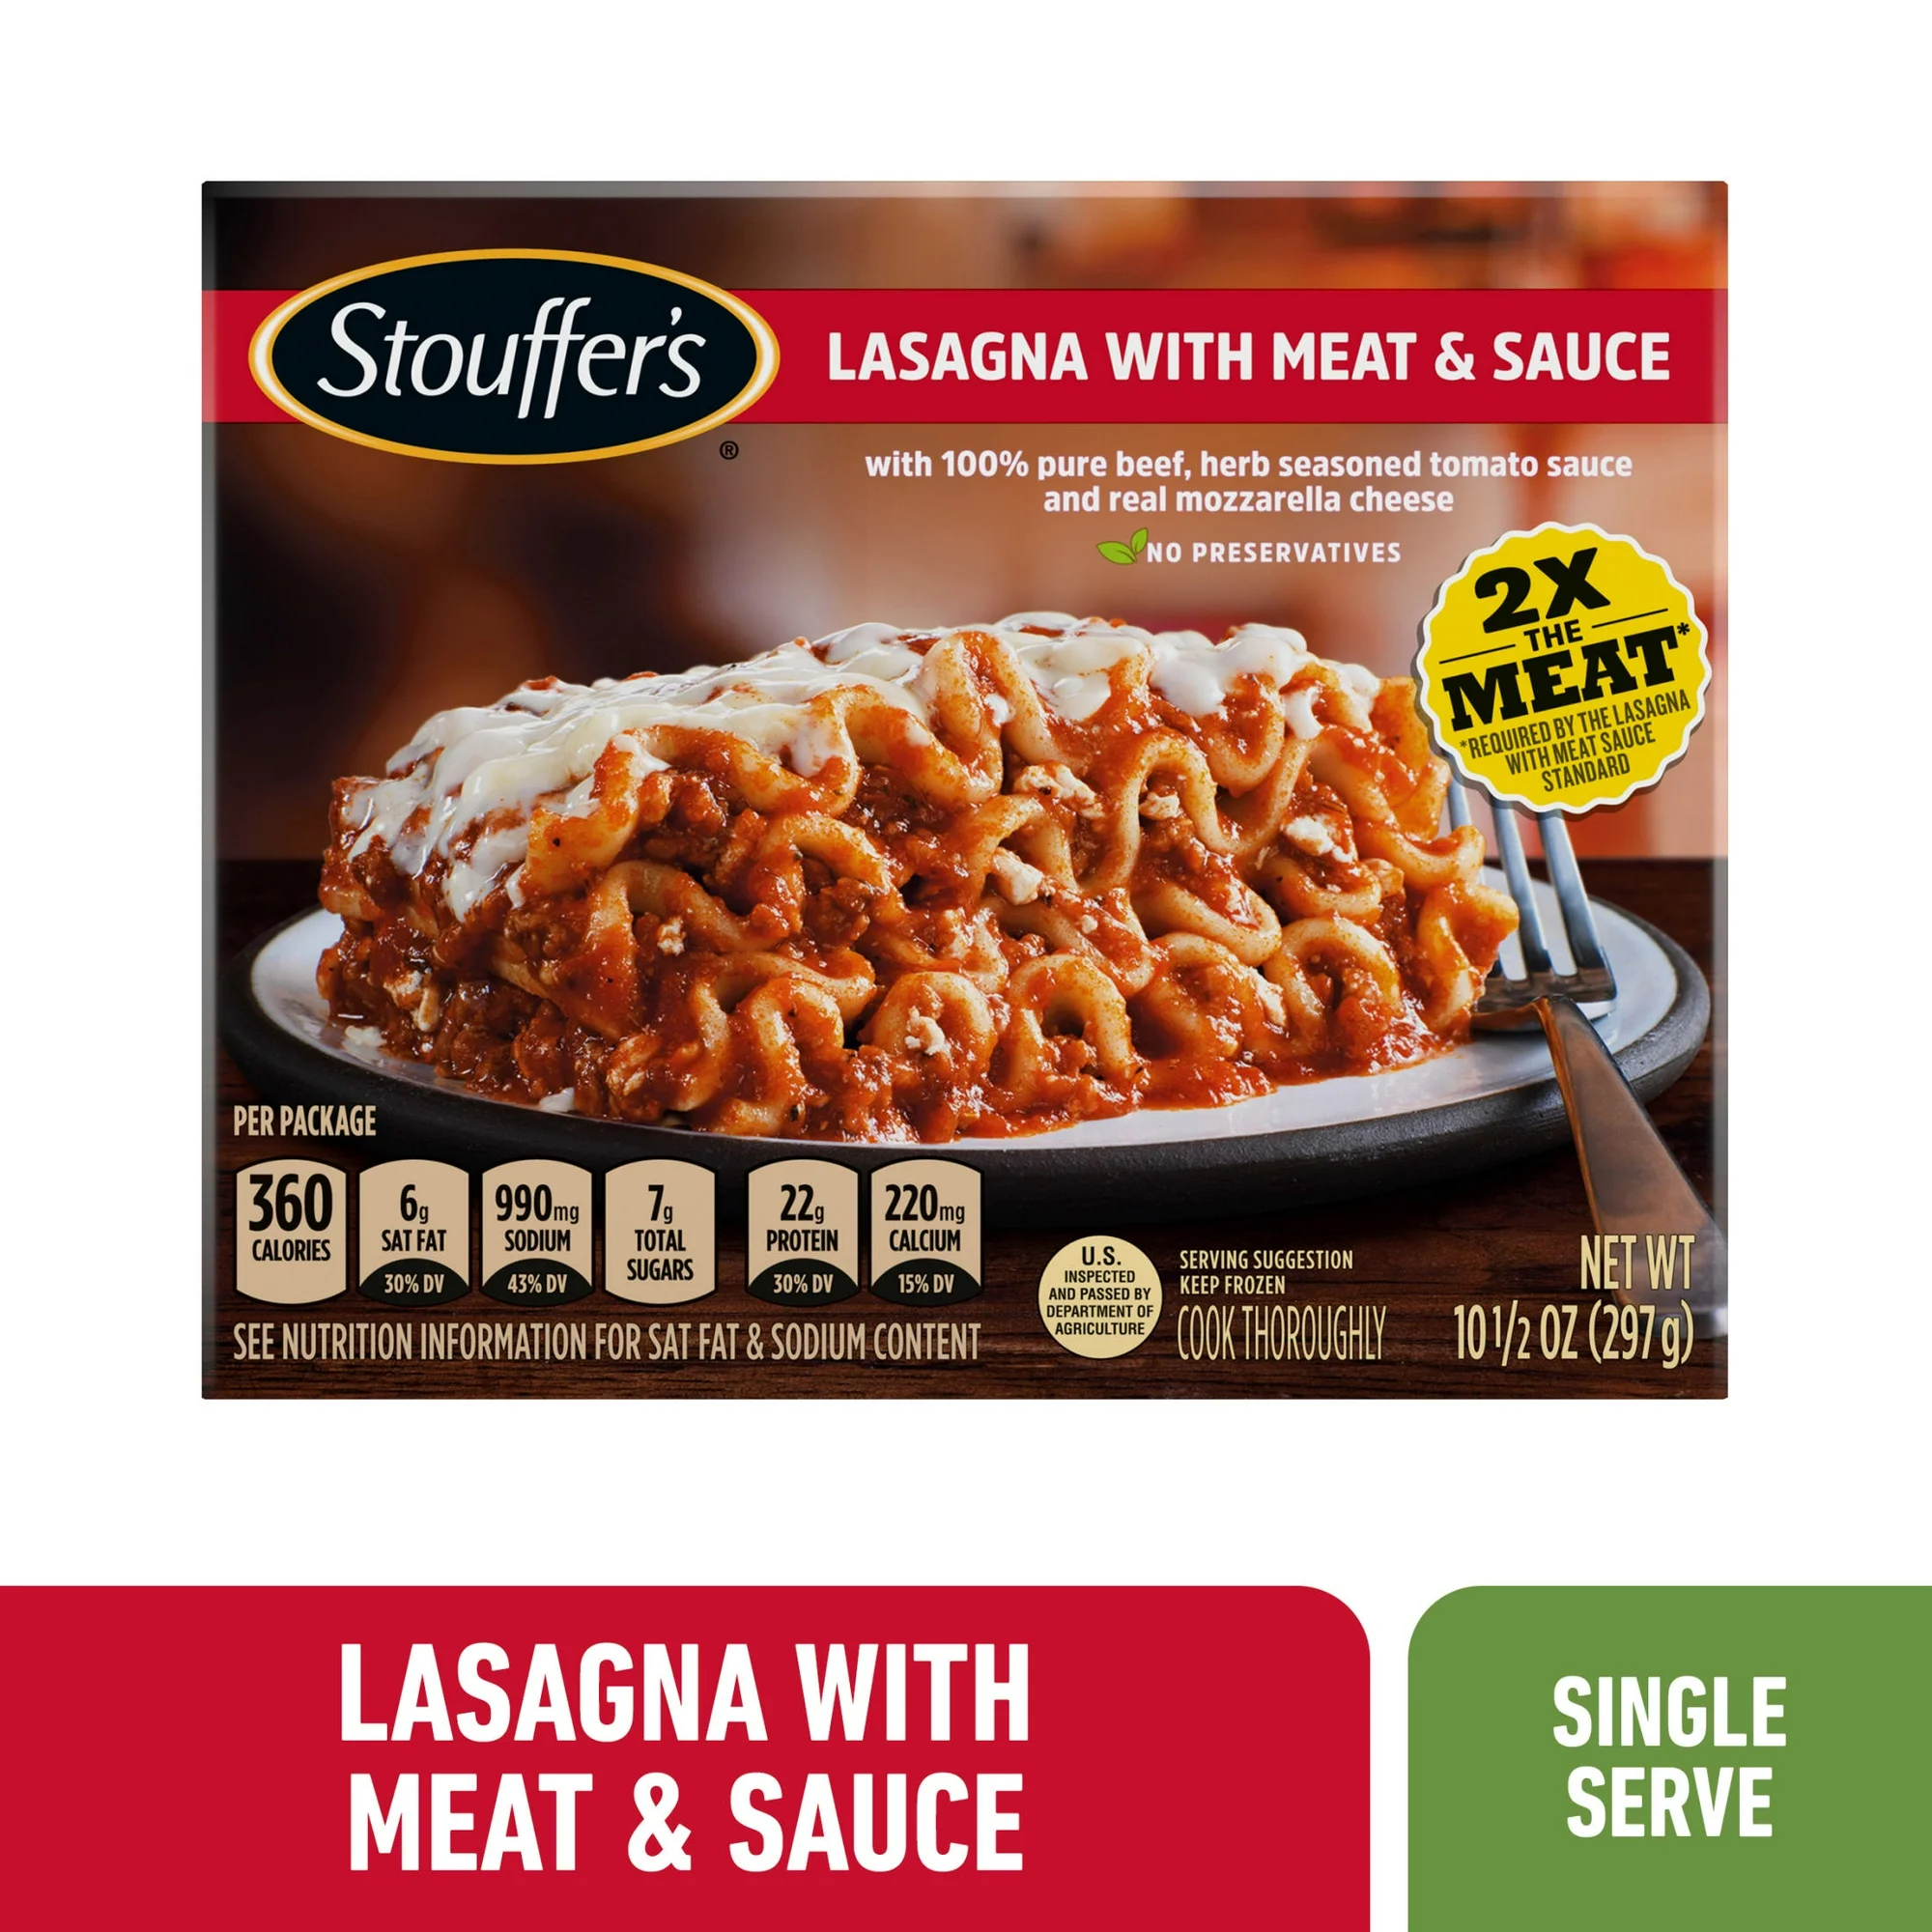 Stouffer's
®
LASAGNA WITH MEAT & SAUCE
with 100% pure beef, herb seasoned tomato sauce
and real mozzarella cheese
NO PRESERVATIVES
2X
THE
MEAT*
*REQUIRED BY THE LASAGNA
WITH MEAT SAUCE
STANDARD
PER PACKAGE
360
CALORIES
6g
SAT FAT
30% DV
990mg
SODIUM
43% DV
7g
TOTAL
SUGARS
22g
PROTEIN
30% DV
220mg
CALCIUM
15% DV
SEE NUTRITION INFORMATION FOR SAT FAT & SODIUM CONTENT
U.S.
INSPECTED
AND PASSED BY
DEPARTMENT OF
AGRICULTURE
SERVING SUGGESTION
KEEP FROZEN
COOK THOROUGHLY
NET WT
10 1/2 OZ (297g)
LASAGNA WITH
MEAT & SAUCE
SINGLE
SERVE